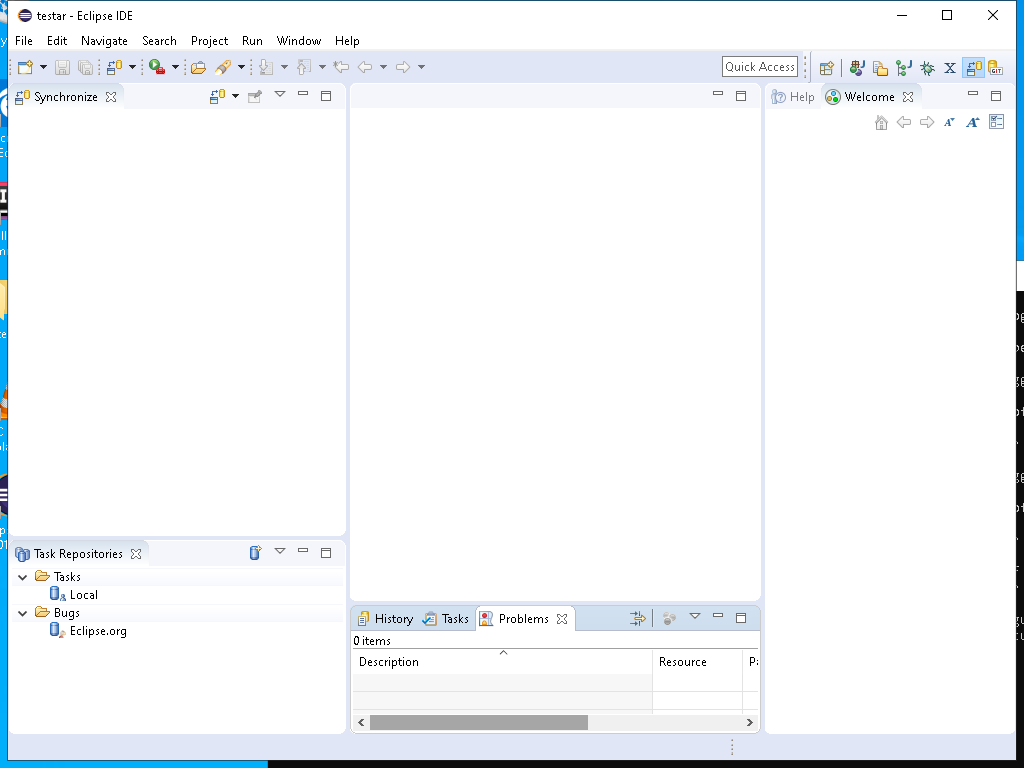 testar - Eclipse IDE
File Edit Navigate Search Project Run Window Help
Quick Access
Synchronize
Help Welcome
Task Repositories
Tasks
Local
Bugs
Eclipse.org
History Tasks Problems
0 items
Description Resource